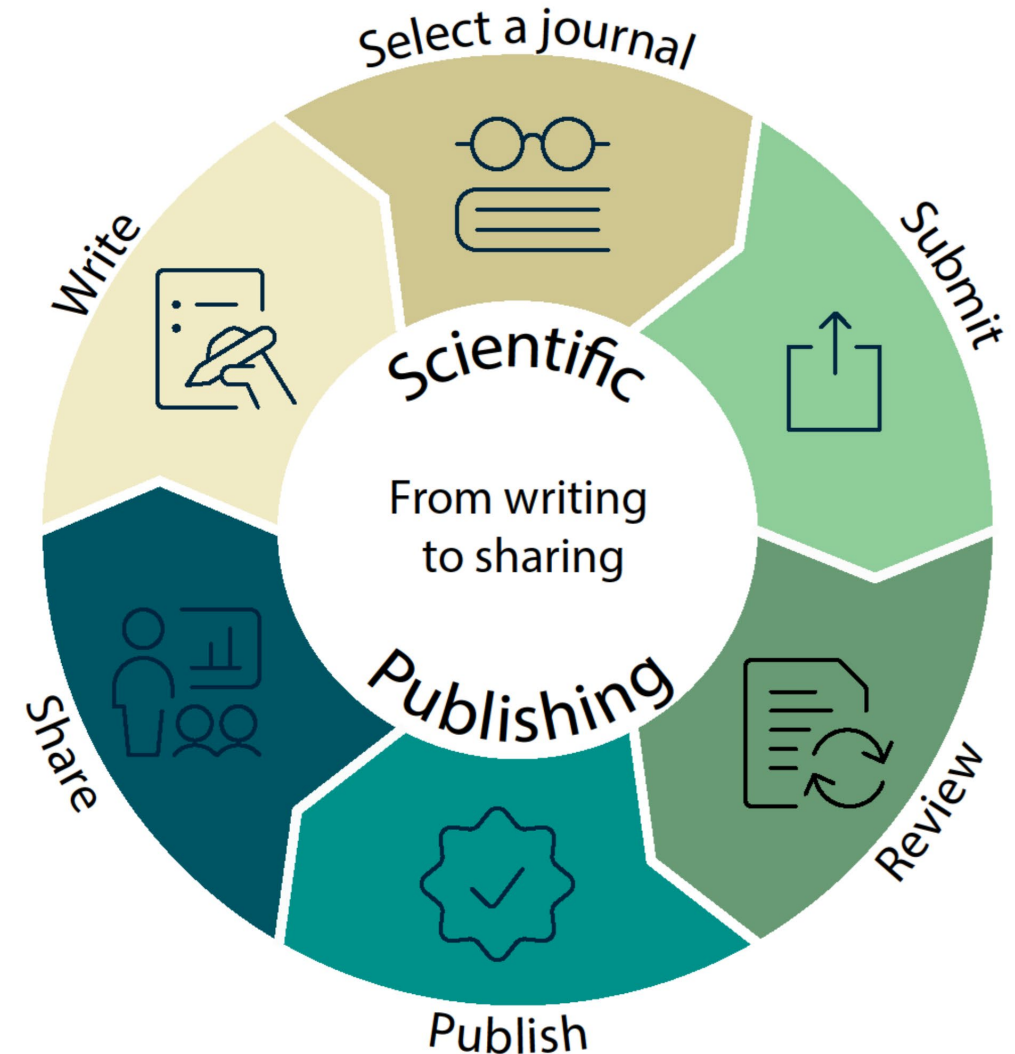 Select a journal
Submit
Review
Publish
Share
Write
Scientific
From writing
to sharing
Publishing